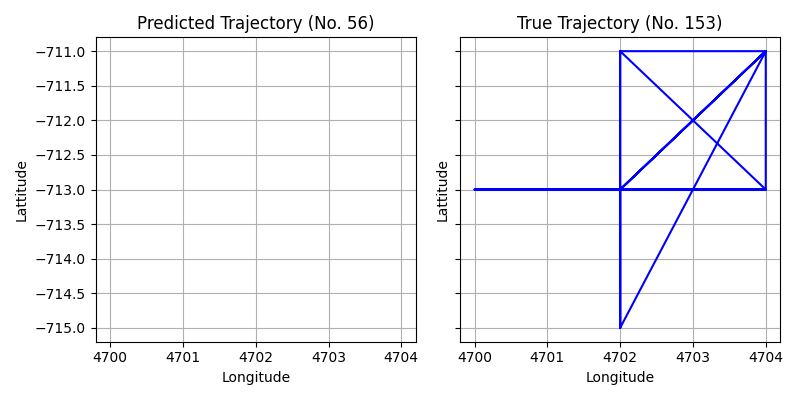 Predicted Trajectory (No. 56)
True Trajectory (No. 153)
−711.0
−711.5
−712.0
−712.5
−713.0
−713.5
−714.0
−714.5
−715.0
Lattitude
Lattitude
4700 4701 4702 4703 4704
4700 4701 4702 4703 4704
Longitude
Longitude